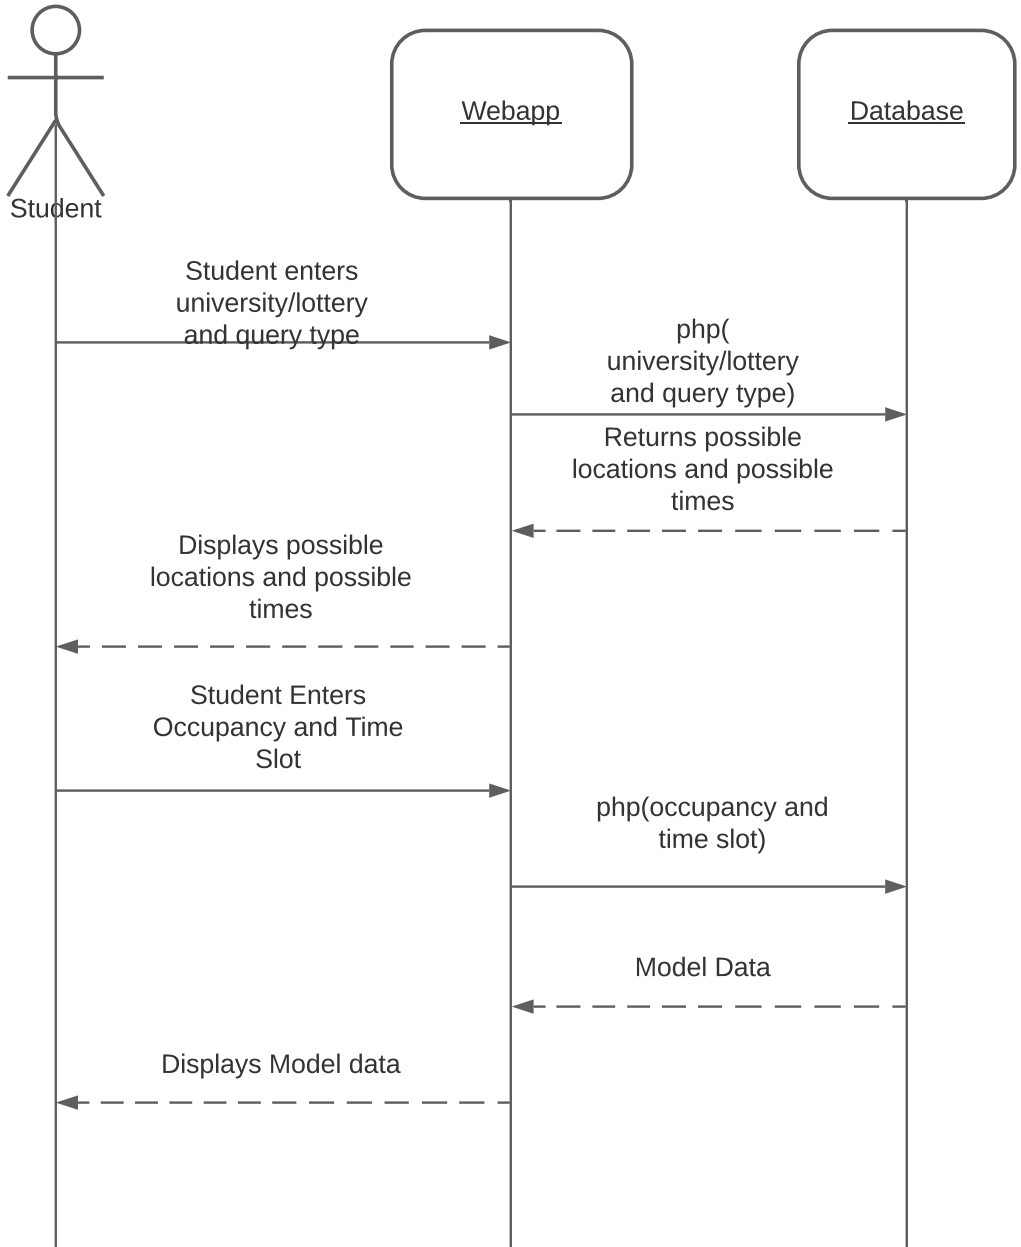 Student
Webapp
Database
Student enters
university/lottery
and query type
php(
university/lottery
and query type)
Returns possible
locations and possible
times
Displays possible
locations and possible
times
Student Enters
Occupancy and Time
Slot
php(occupancy and
time slot)
Model Data
Displays Model data